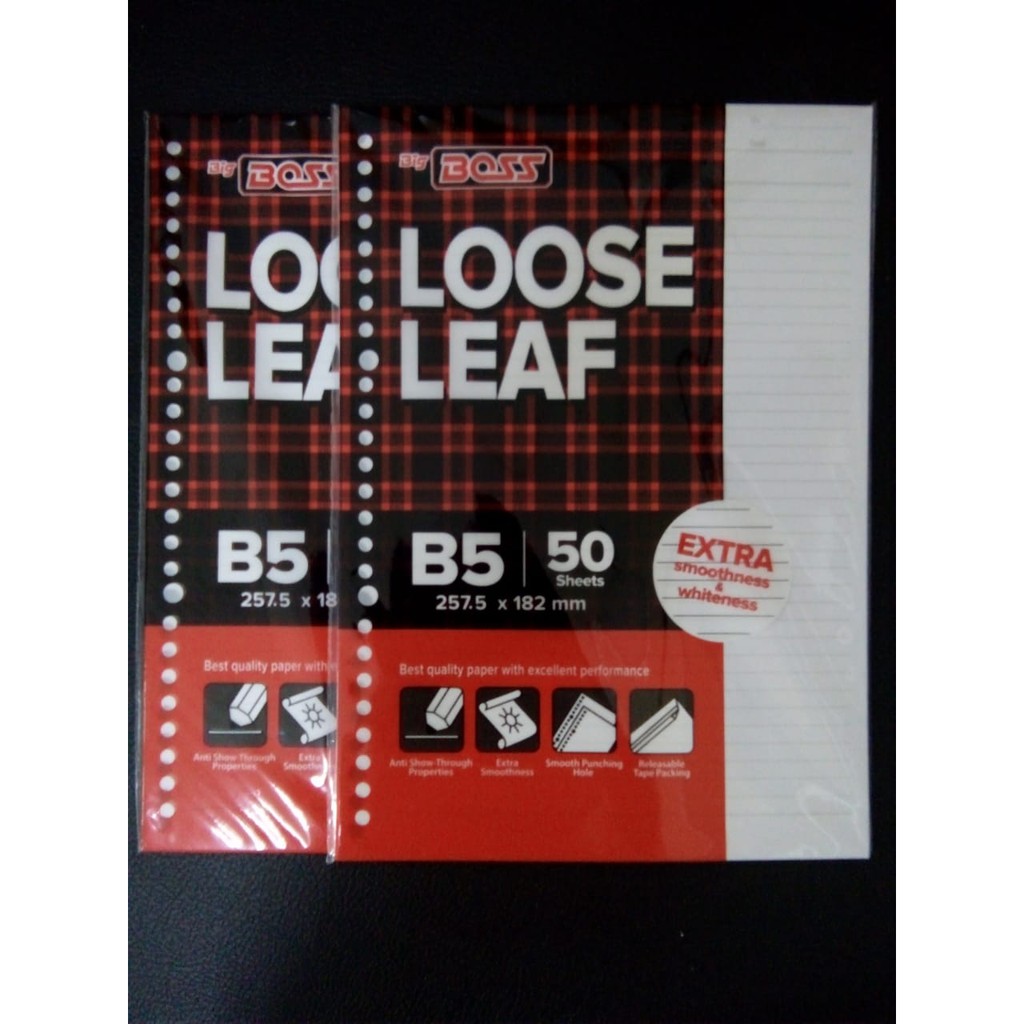 Big BOSS
LOO
LEA
B5
257.5 x 18
Best quality paper with
Anti Show-Through
Properties
Extra
Smoothness
Big BOSS
LOOSE
LEAF
B5 50
Sheets
257.5 x 182 mm
EXTRA
smoothness
&
whiteness
Best quality paper with excellent performance
Anti Show-Through
Properties
Extra
Smoothness
Smooth Punching
Hole
Releasable
Tape Packing